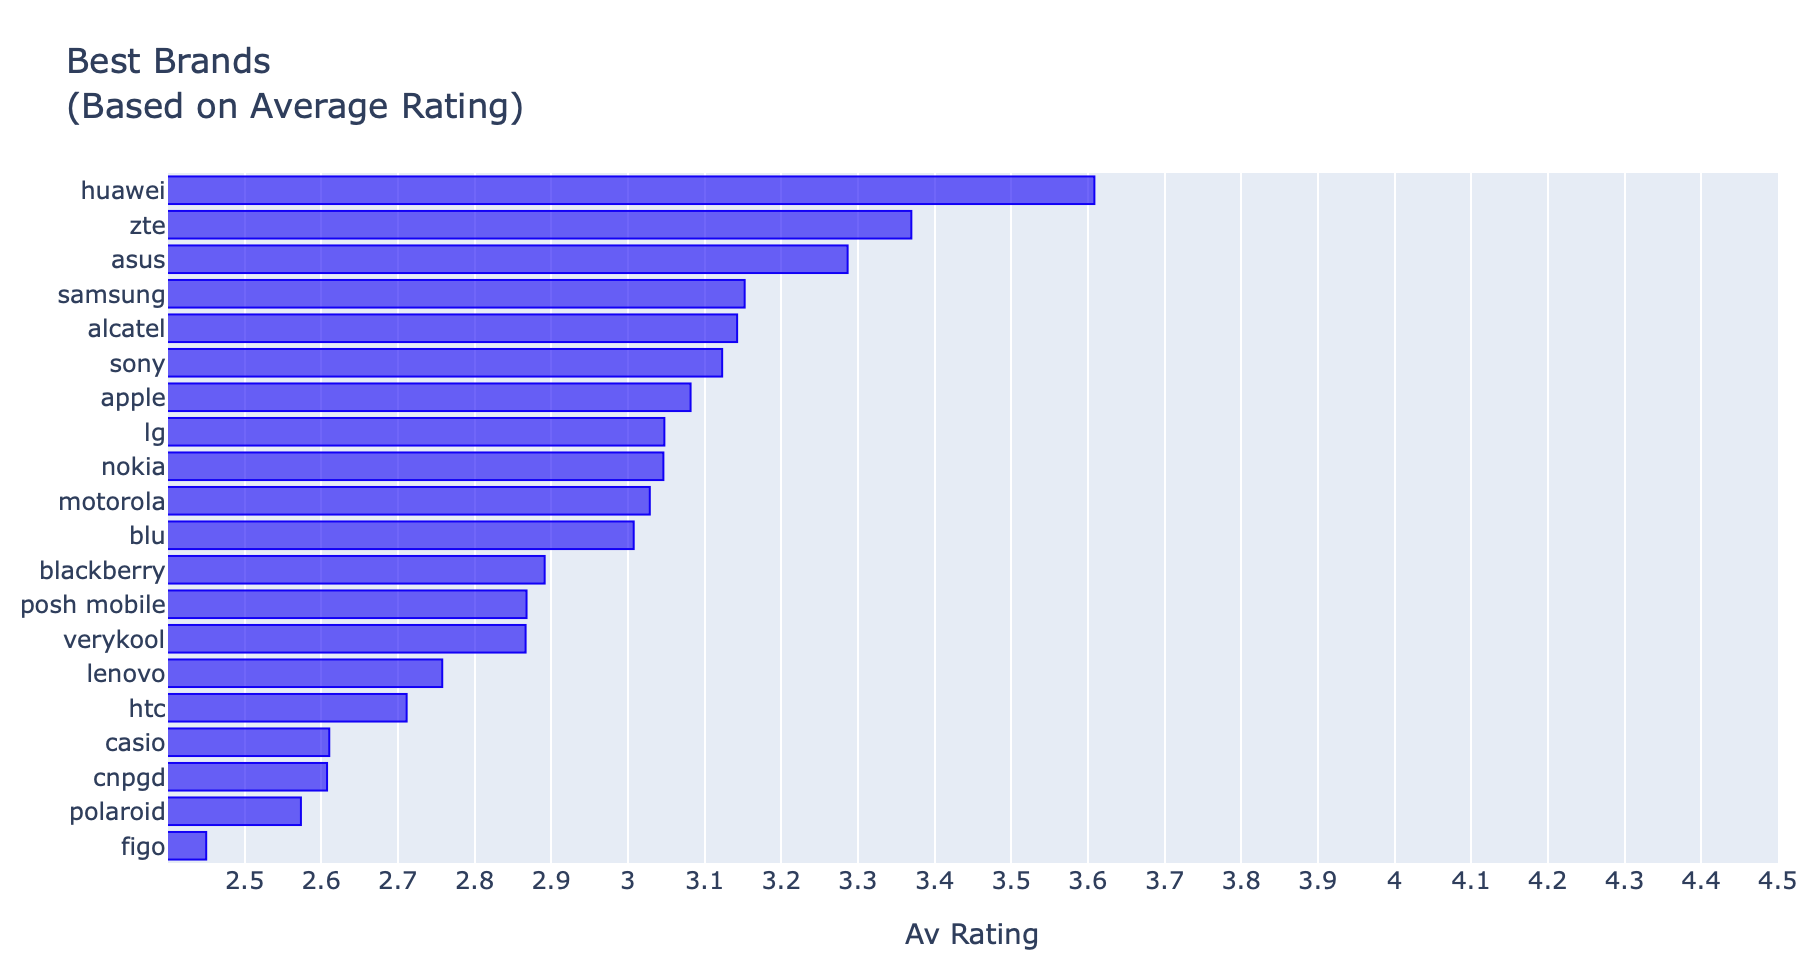 Best Brands
(Based on Average Rating)
huawei
zte
asus
samsung
alcatel
sony
apple
lg
nokia
motorola
blu
blackberry
posh mobile
verykool
lenovo
htc
casio
cnpgd
polaroid
figo
2.5 2.6 2.7 2.8 2.9 3 3.1 3.2 3.3 3.4 3.5 3.6 3.7 3.8 3.9 4 4.1 4.2 4.3 4.4 4.5
Av Rating